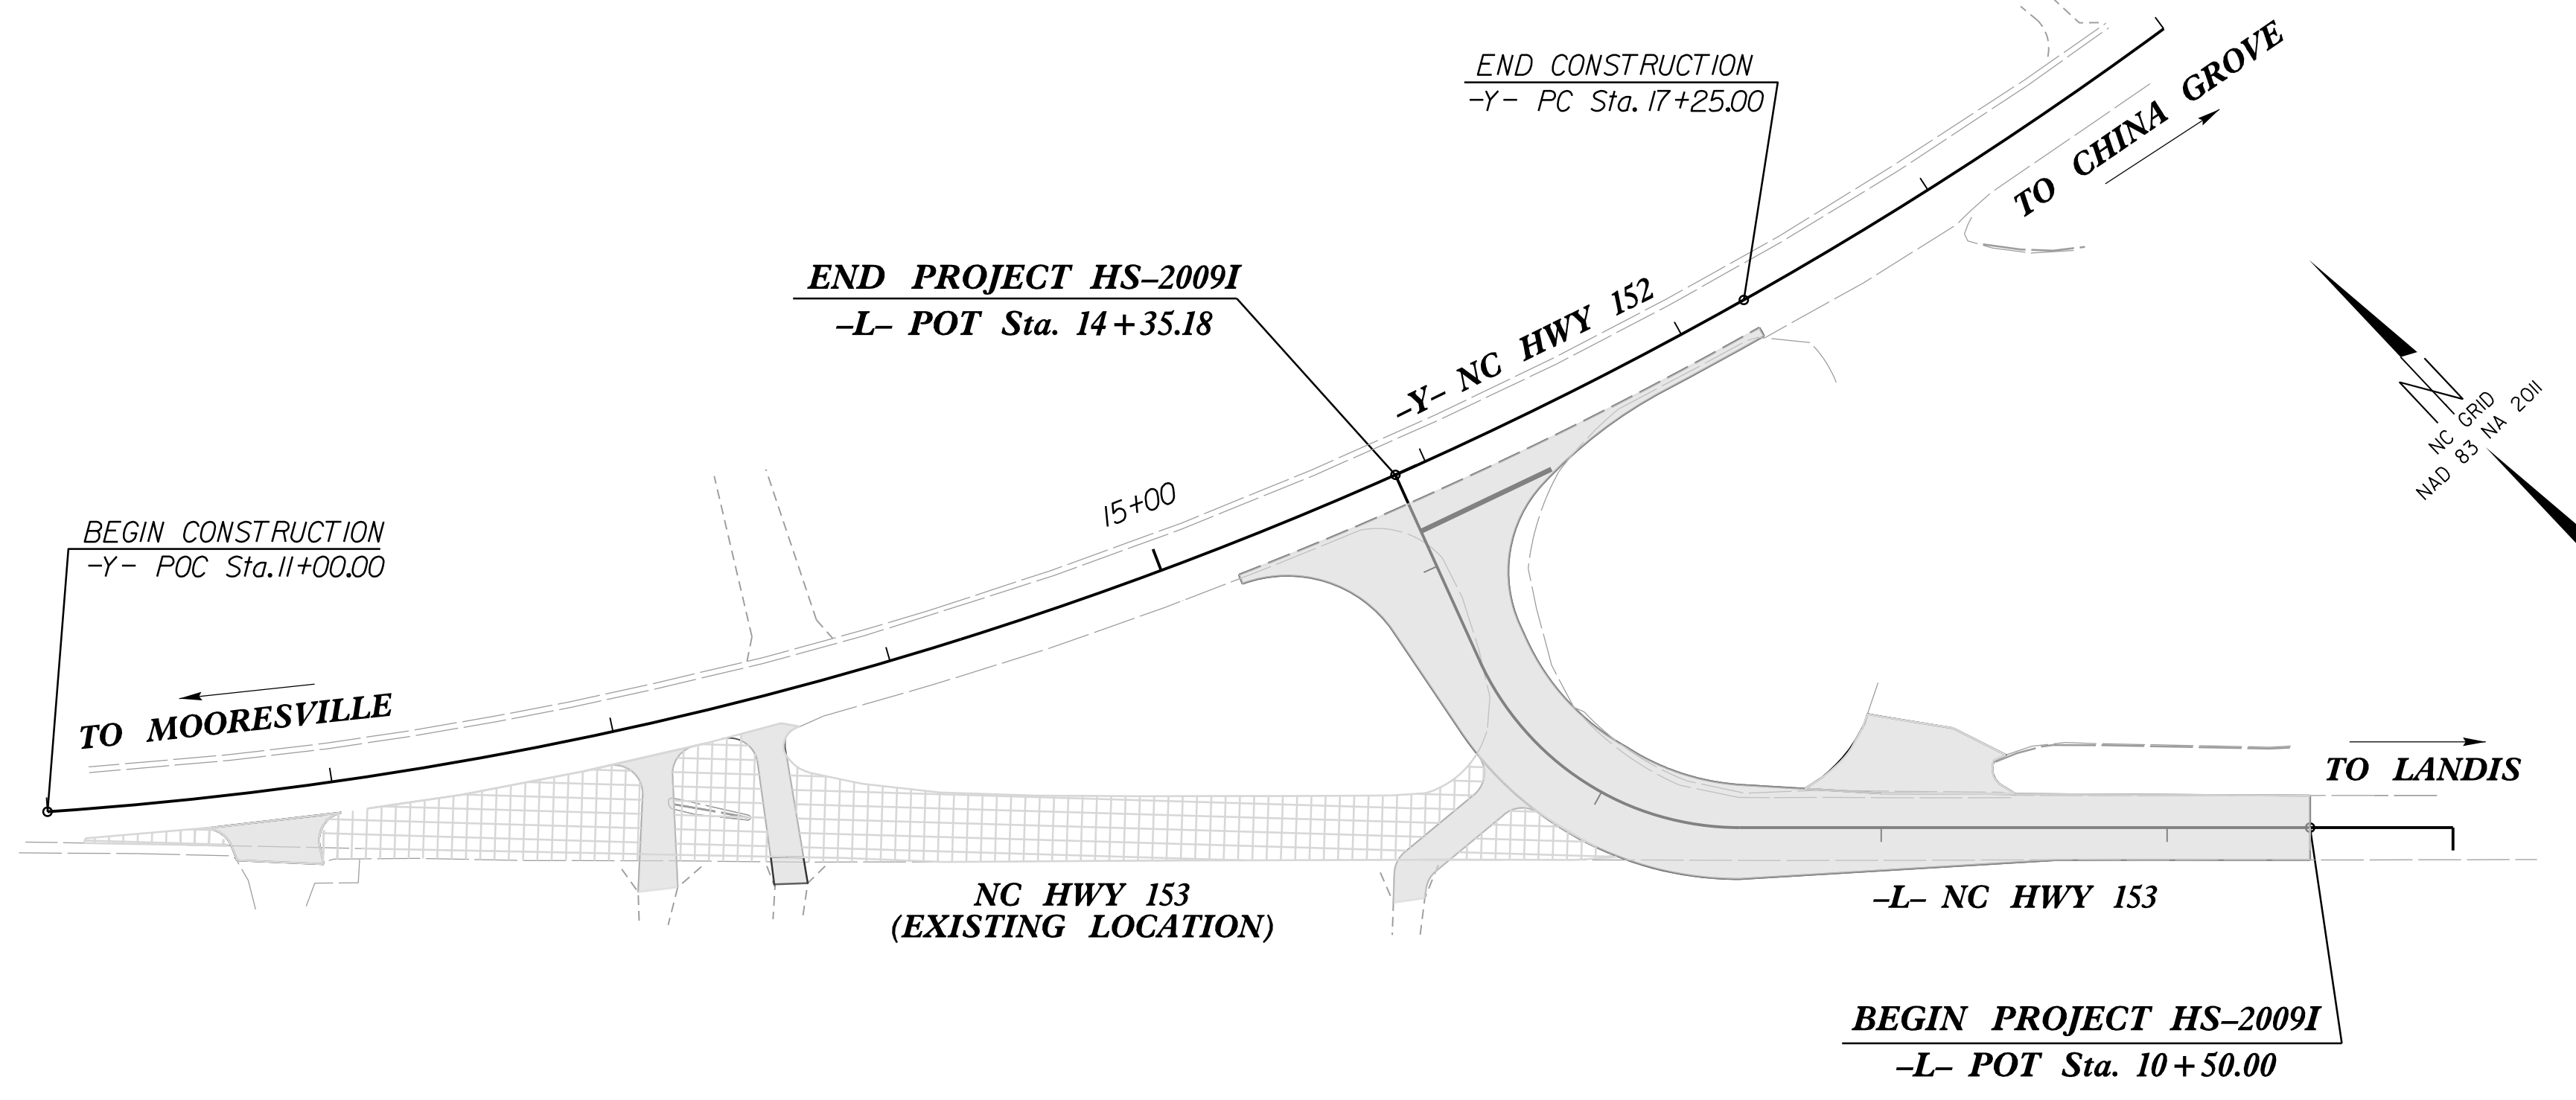 END CONSTRUCTION
-Y- PC Sta. 17+25.00
TO CHINA GROVE
END PROJECT HS-2009I
-L- POT Sta. 14+35.18
-Y- NC HWY 152
N
NC GRID
NAD 83 NA 2011
15+00
BEGIN CONSTRUCTION
-Y- POC Sta. 11+00.00
TO MOORESVILLE
TO LANDIS
NC HWY 153
(EXISTING LOCATION)
-L- NC HWY 153
BEGIN PROJECT HS-2009I
-L- POT Sta. 10+50.00